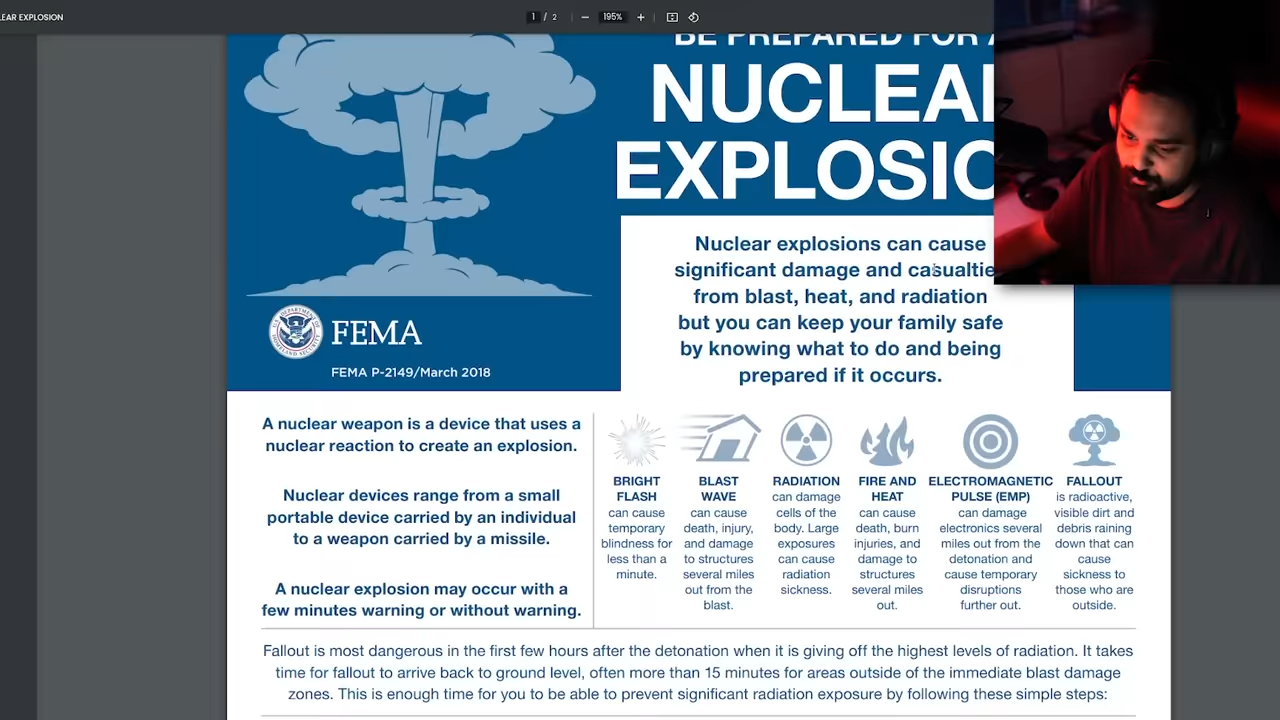 LEAR EXPLOSION
1 / 2
195%
BE PREPARED FOR A
NUCLEAR
EXPLOSIO
Nuclear explosions can cause
significant damage and casualties
from blast, heat, and radiation
but you can keep your family safe
by knowing what to do and being
prepared if it occurs.
FEMA
FEMA P-2149/March 2018
A nuclear weapon is a device that uses a
nuclear reaction to create an explosion.
Nuclear devices range from a small
portable device carried by an individual
to a weapon carried by a missile.
A nuclear explosion may occur with a
few minutes warning or without warning.
BRIGHT
FLASH
can cause
temporary
blindness for
less than a
minute.
BLAST
WAVE
can cause
death, injury,
and damage
to structures
several miles
out from the
blast.
RADIATION
can damage
cells of the
body. Large
exposures
can cause
radiation
sickness.
FIRE AND
HEAT
can cause
death, burn
injuries, and
damage to
structures
several miles
out.
ELECTROMAGNETIC
PULSE (EMP)
can damage
electronics several
miles out from the
detonation and
cause temporary
disruptions
further out.
FALLOUT
is radioactive,
visible dirt and
debris raining
down that can
cause
sickness to
those who are
outside.
Fallout is most dangerous in the first few hours after the detonation when it is giving off the highest levels of radiation. It takes
time for fallout to arrive back to ground level, often more than 15 minutes for areas outside of the immediate blast damage
zones. This is enough time for you to be able to prevent significant radiation exposure by following these simple steps: